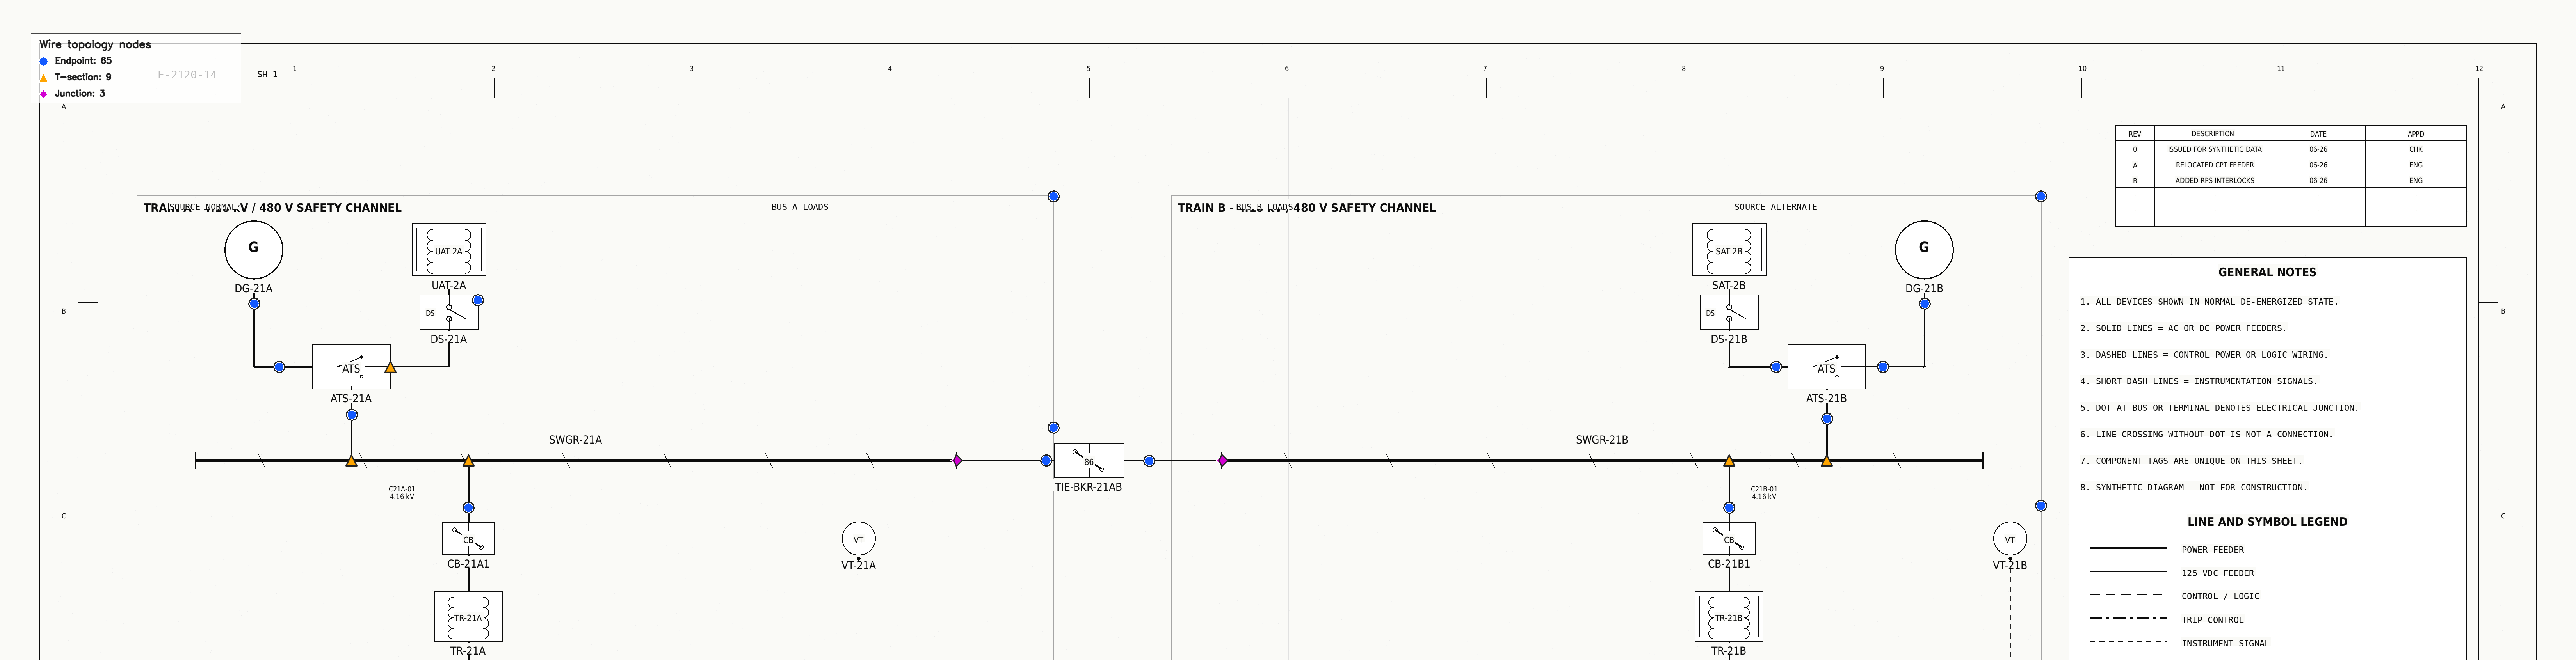 Wire topology nodes
Endpoint: 65
T-section: 9
Junction: 3
E-2120-14
SH 1
1 2 3 4 5 6 7 8 9 10 11 12
A A
REV DESCRIPTION DATE APPD
0 ISSUED FOR SYNTHETIC DATA 06-26 CHK
A RELOCATED CPT FEEDER 06-26 ENG
B ADDED RPS INTERLOCKS 06-26 ENG
/ 480 V SAFETY CHANNEL
SOURCE NORMAL
BUS A LOADS
TRAIN B - / 480 V SAFETY CHANNEL
BUS B LOADS
SOURCE ALTERNATE
G
DG-21A
UAT-2A
UAT-2A
DS
DS-21A
ATS
ATS-21A
SAT-2B
SAT-2B
DS
DS-21B
G
DG-21B
ATS
ATS-21B
B B
SWGR-21A
86
TIE-BKR-21AB
SWGR-21B
C21A-01
4.16 kV
C21B-01
4.16 kV
C C
CB
CB-21A1
VT
VT-21A
TR-21A
TR-21A
CB
CB-21B1
VT
VT-21B
TR-21B
TR-21B
GENERAL NOTES
1. ALL DEVICES SHOWN IN NORMAL DE-ENERGIZED STATE.
2. SOLID LINES = AC OR DC POWER FEEDERS.
3. DASHED LINES = CONTROL POWER OR LOGIC WIRING.
4. SHORT DASH LINES = INSTRUMENTATION SIGNALS.
5. DOT AT BUS OR TERMINAL DENOTES ELECTRICAL JUNCTION.
6. LINE CROSSING WITHOUT DOT IS NOT A CONNECTION.
7. COMPONENT TAGS ARE UNIQUE ON THIS SHEET.
8. SYNTHETIC DIAGRAM - NOT FOR CONSTRUCTION.
LINE AND SYMBOL LEGEND
POWER FEEDER
125 VDC FEEDER
CONTROL / LOGIC
TRIP CONTROL
INSTRUMENT SIGNAL